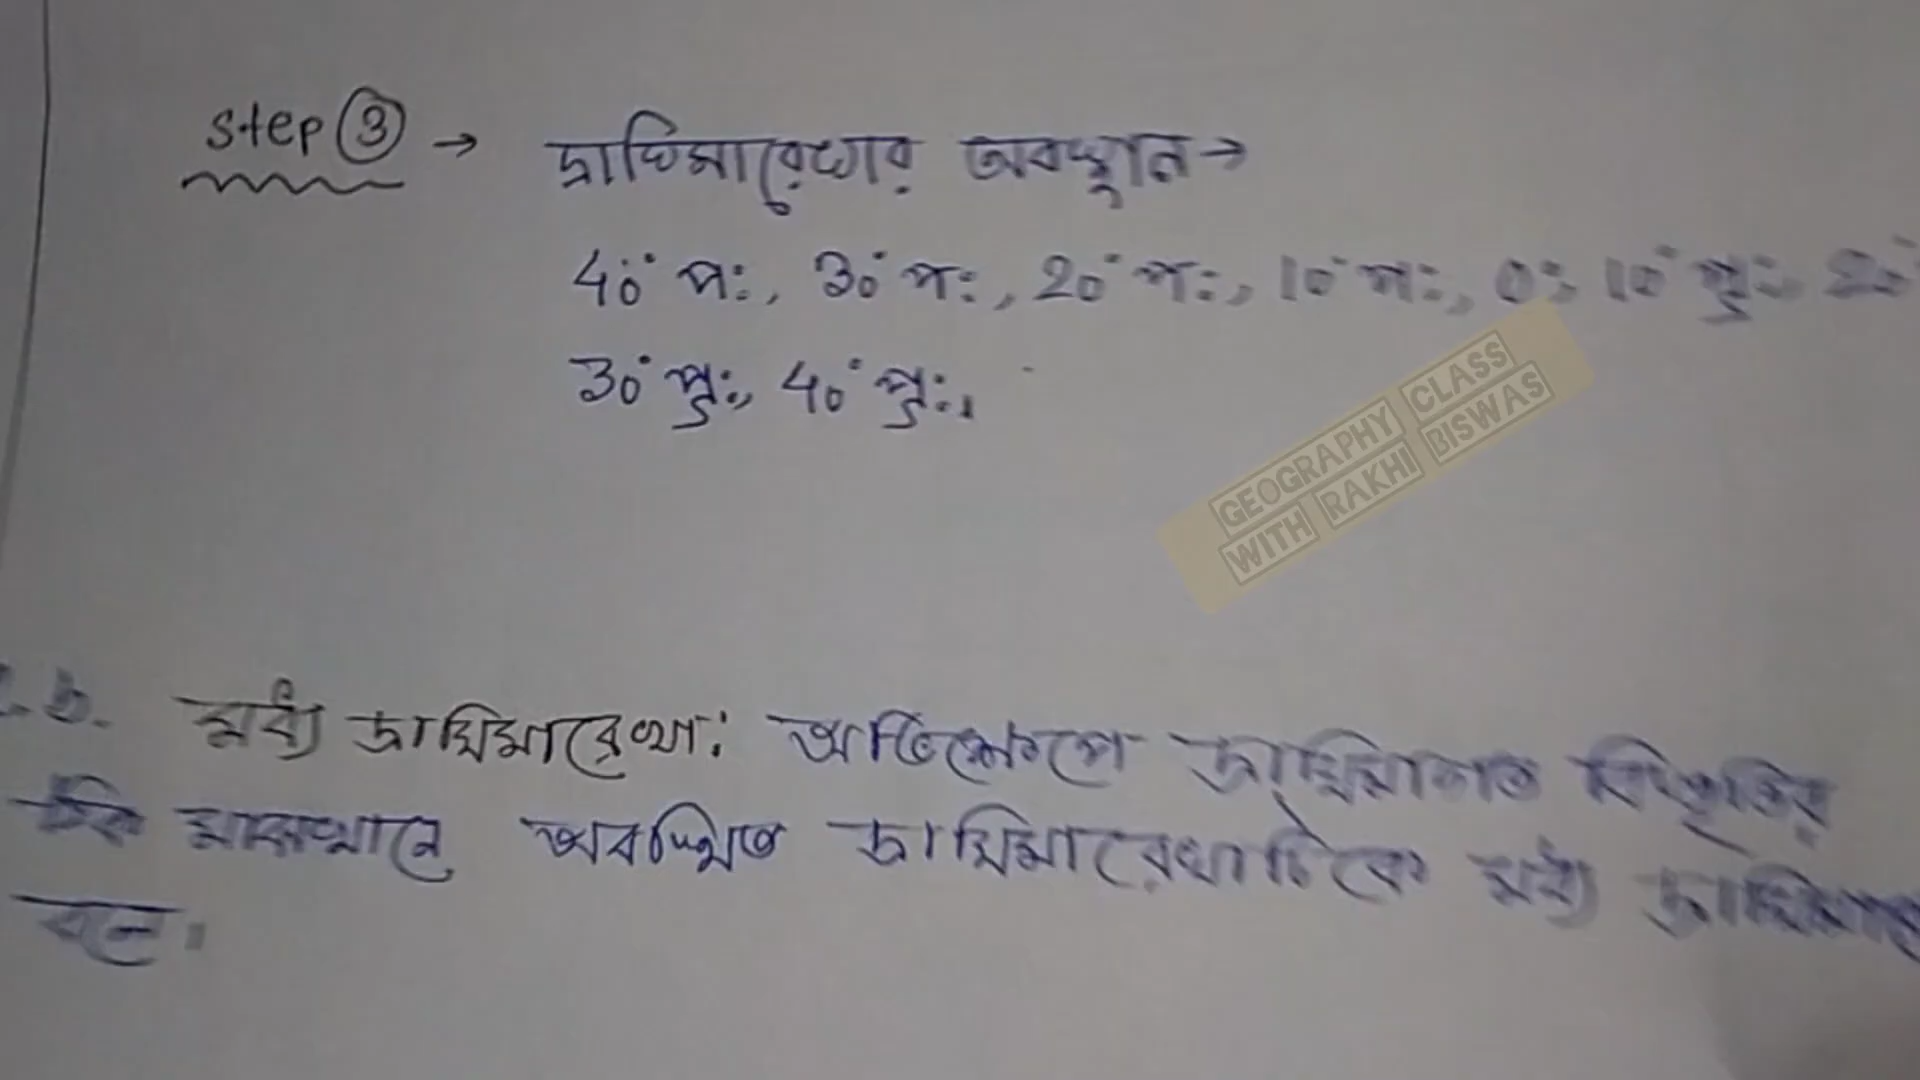 step ③ → দ্রাঘিমারেখার অবস্থান →
40° পঃ, 30° পঃ, 20° পঃ, 10° পঃ, 0°, 10° পূঃ, 20°
30° পূঃ, 40° পূঃ,
b. মধ্য দ্রাঘিমারেখা: অভিক্ষেপে দ্রাঘিমাগত বিস্তৃতির
ঠিক মাঝখানে অবস্থিত দ্রাঘিমারেখাটিকে মধ্য
বলে।
GEOGRAPHY CLASS
WITH RAKHI BISWAS